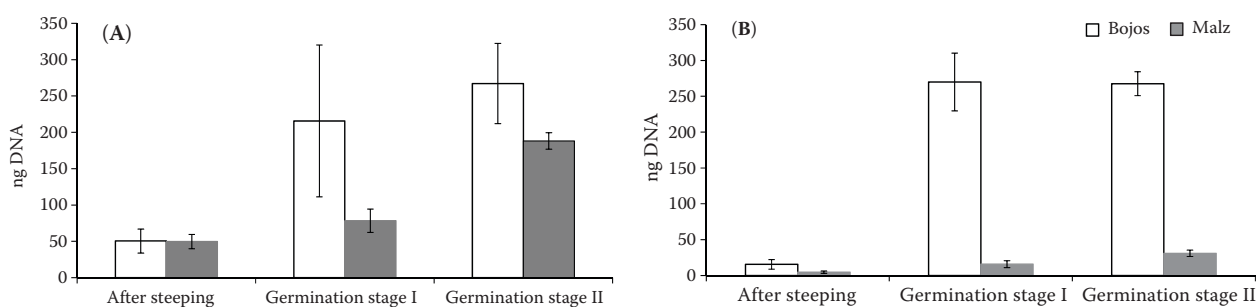 (A)
ng DNA
350
300
250
200
150
100
50
0
After steeping Germination stage I Germination stage II
(B)
Bojos Malz
ng DNA
350
300
250
200
150
100
50
0
After steeping Germination stage I Germination stage II